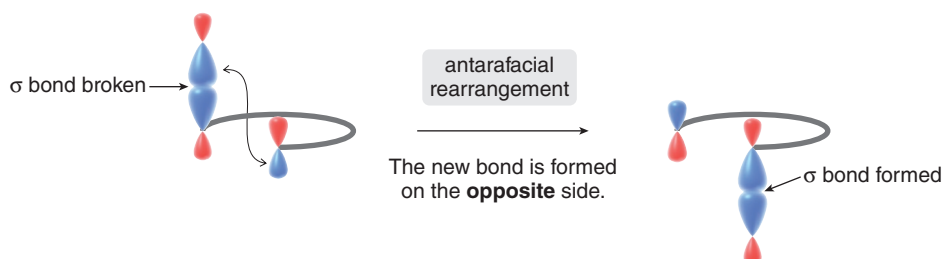 σ bond broken
antarafacial
rearrangement
The new bond is formed
on the opposite side.
σ bond formed